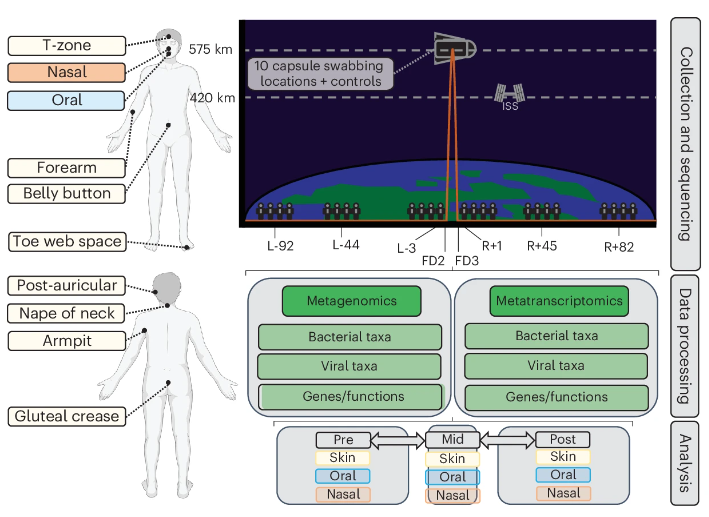 T-zone
Nasal
Oral
Forearm
Belly button
Toe web space
Post-auricular
Nape of neck
Armpit
Gluteal crease
575 km
10 capsule swabbing
locations + controls
420 km
ISS
L-92
L-44
L-3
FD2
FD3
R+1
R+45
R+82
Collection and sequencing
Metagenomics
Bacterial taxa
Viral taxa
Genes/functions
Metatranscriptomics
Bacterial taxa
Viral taxa
Genes/functions
Data processing
Pre
Skin
Oral
Nasal
Mid
Skin
Oral
Nasal
Post
Skin
Oral
Nasal
Analysis